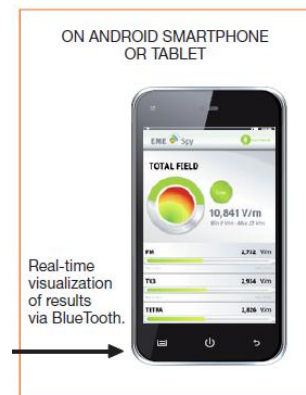 ON ANDROID SMARTPHONE
OR TABLET
EME Spy
TOTAL FIELD
10,841 V/m
FM
2,732 V/m
TV3
2,914 V/m
TETRA
2,826 V/m
Real-time
visualization
of results
via BlueTooth.